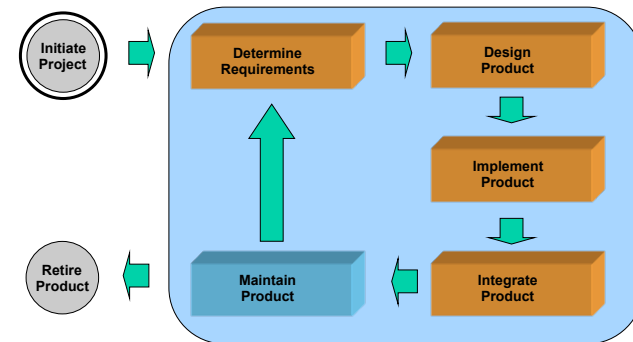 Initiate
Project
Determine
Requirements
Design
Product
Implement
Product
Retire
Product
Maintain
Product
Integrate
Product